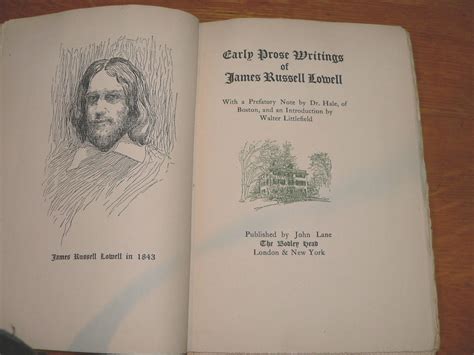 James Russell Lowell in 1843
Early Prose Writings
of
James Russell Lowell
With a Prefatory Note by Dr. Hale, of
Boston, and an Introduction by
Walter Littlefield
Published by John Lane
The Bodley Head
London & New York